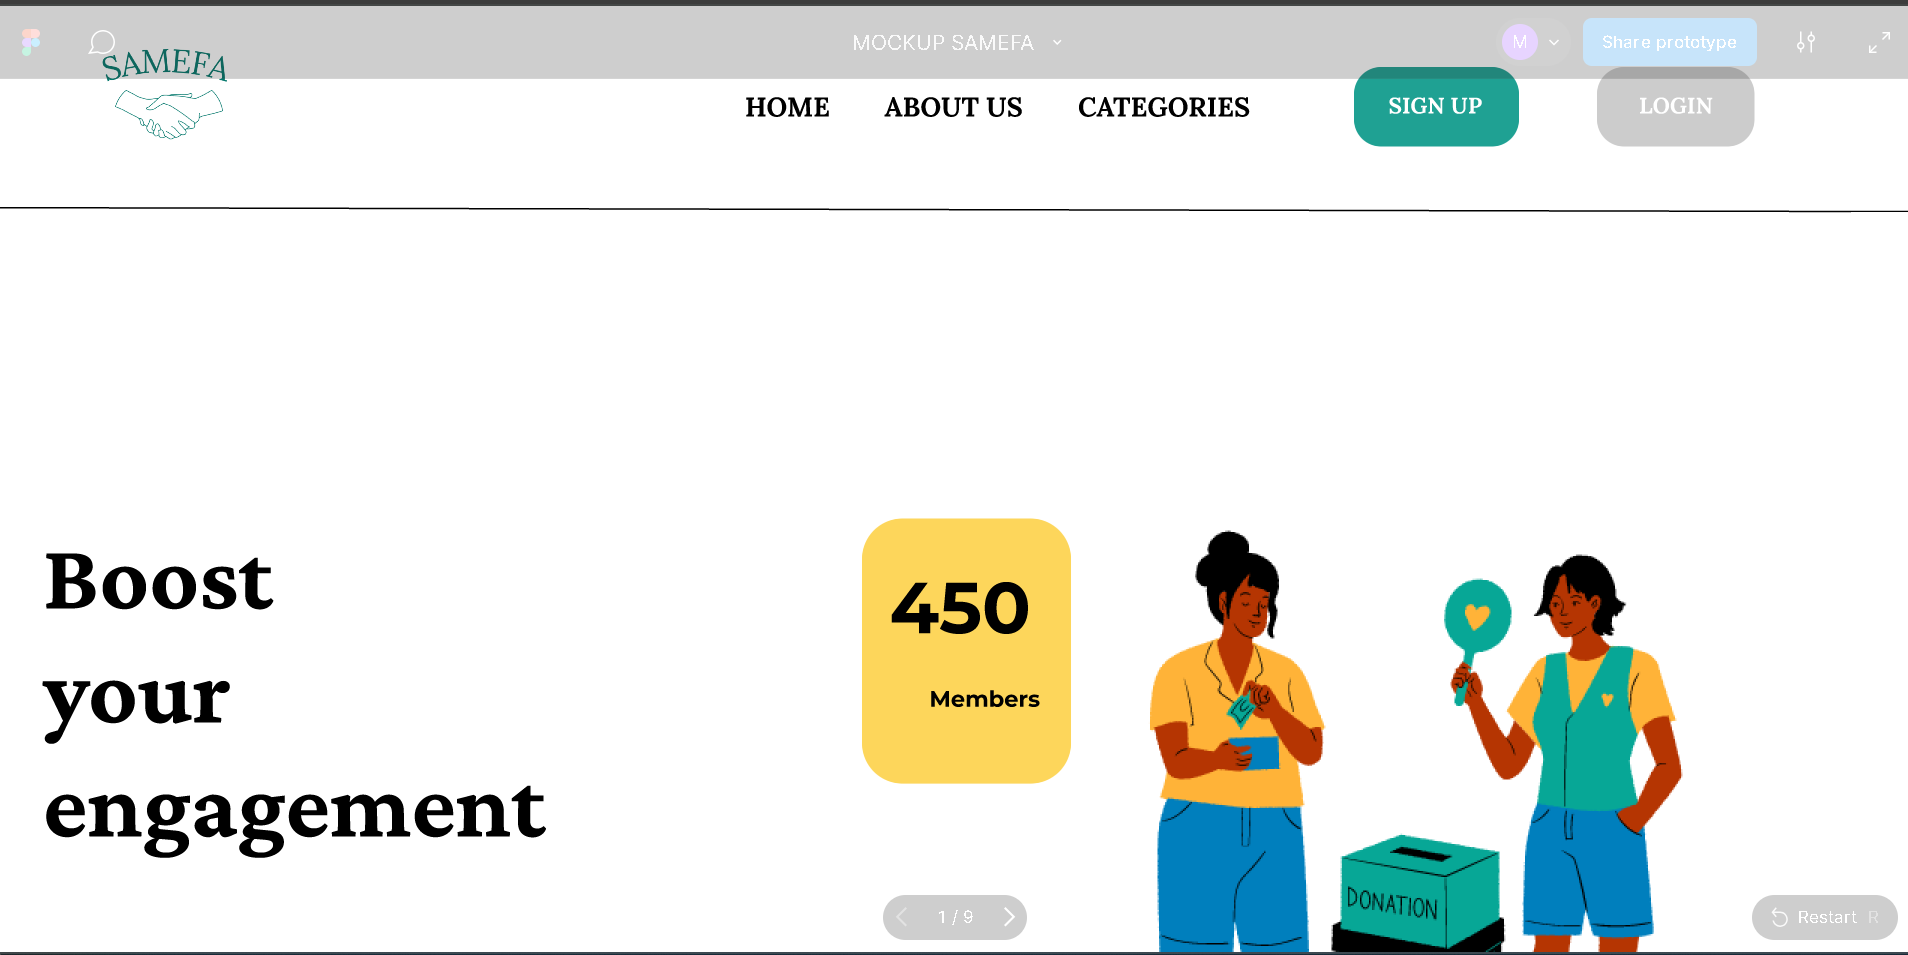 MOCKUP SAMEFA
M
Share prototype
SAMEFA
HOME
ABOUT US
CATEGORIES
SIGN UP
LOGIN
Boost
your
engagement
450
Members
DONATION
1 / 9
Restart R